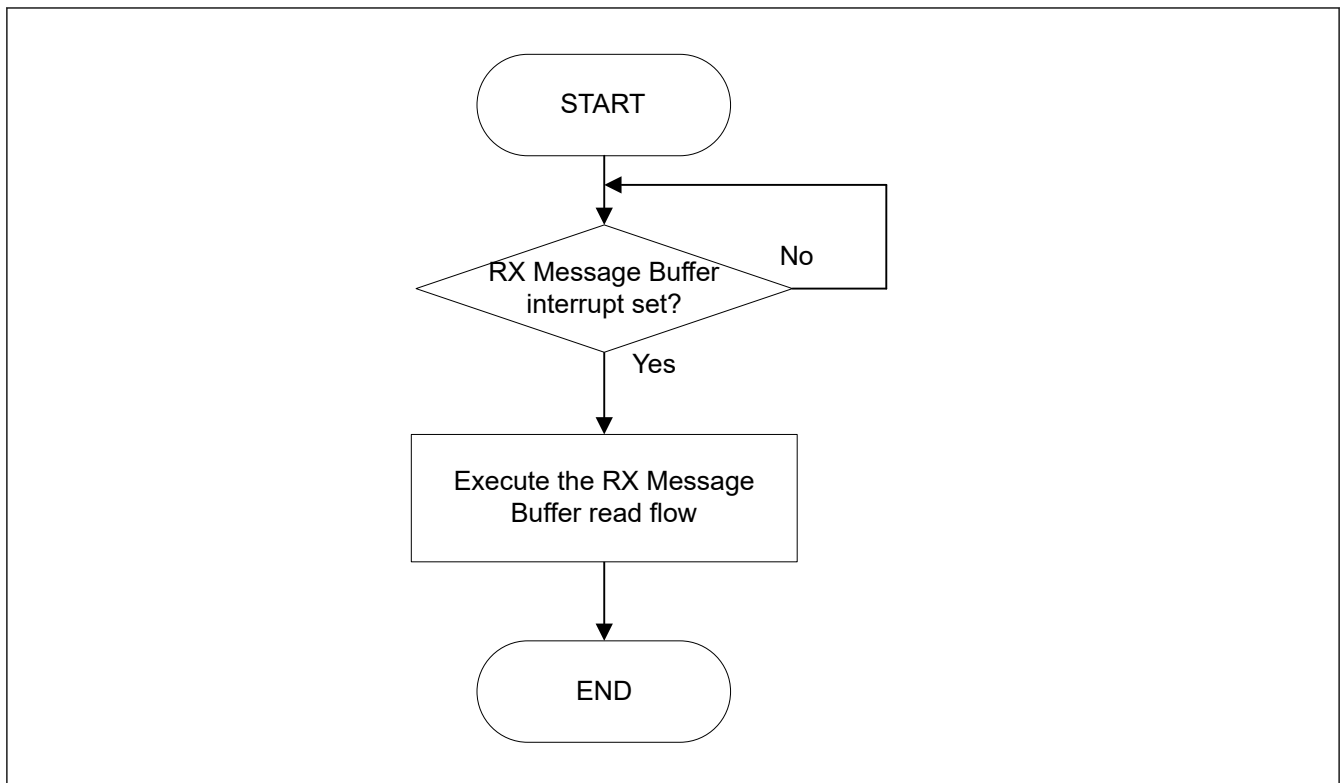 START
RX Message Buffer
interrupt set?
No
Yes
Execute the RX Message
Buffer read flow
END